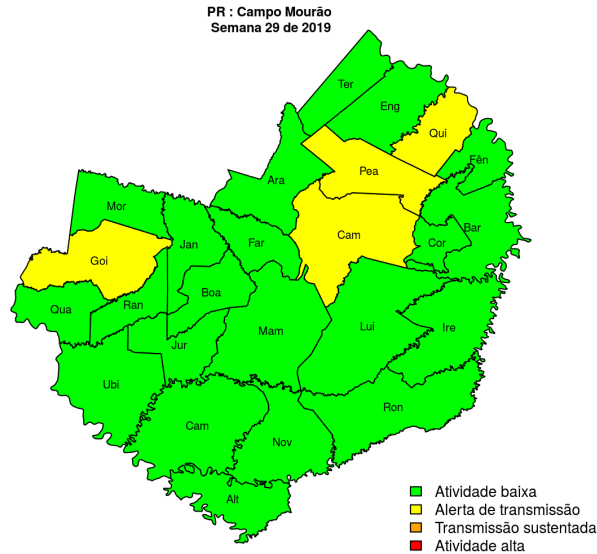 PR : Campo Mourão
Semana 29 de 2019
Ter
Eng
Qui
Fên
Pea
Ara
Mor
Cam
Bar
Cor
Jan
Far
Goi
Boa
Qua
Ran
Mam
Lui
Ire
Jur
Ubi
Ron
Cam
Nov
Alt
Atividade baixa
Alerta de transmissão
Transmissão sustentada
Atividade alta